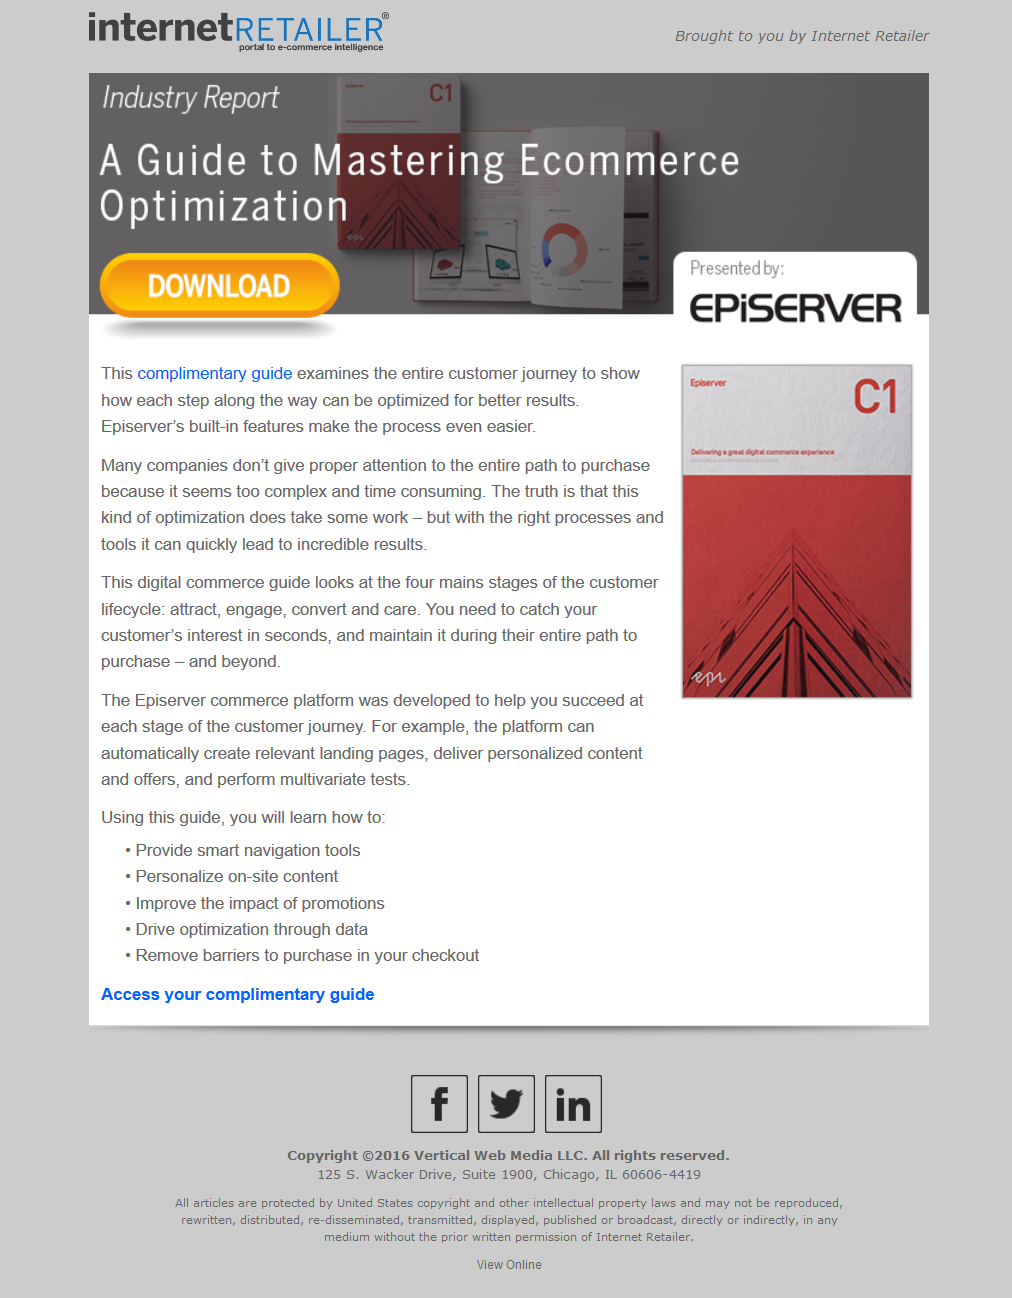 internetRETAILER®
portal to e-commerce intelligence
Brought to you by Internet Retailer
Industry Report
C1
A Guide to Mastering Ecommerce
Optimization
epi
DOWNLOAD
Presented by:
EPiSERVER
This complimentary guide examines the entire customer journey to show
how each step along the way can be optimized for better results.
Episerver’s built-in features make the process even easier.
Many companies don’t give proper attention to the entire path to purchase
because it seems too complex and time consuming. The truth is that this
kind of optimization does take some work – but with the right processes and
tools it can quickly lead to incredible results.
This digital commerce guide looks at the four mains stages of the customer
lifecycle: attract, engage, convert and care. You need to catch your
customer’s interest in seconds, and maintain it during their entire path to
purchase – and beyond.
The Episerver commerce platform was developed to help you succeed at
each stage of the customer journey. For example, the platform can
automatically create relevant landing pages, deliver personalized content
and offers, and perform multivariate tests.
Using this guide, you will learn how to:
• Provide smart navigation tools
• Personalize on-site content
• Improve the impact of promotions
• Drive optimization through data
• Remove barriers to purchase in your checkout
Access your complimentary guide
Episerver
C1
Delivering a great digital commerce experience
epi
f
in
Copyright ©2016 Vertical Web Media LLC. All rights reserved.
125 S. Wacker Drive, Suite 1900, Chicago, IL 60606-4419
All articles are protected by United States copyright and other intellectual property laws and may not be reproduced,
rewritten, distributed, re-disseminated, transmitted, displayed, published or broadcast, directly or indirectly, in any
medium without the prior written permission of Internet Retailer.
View Online